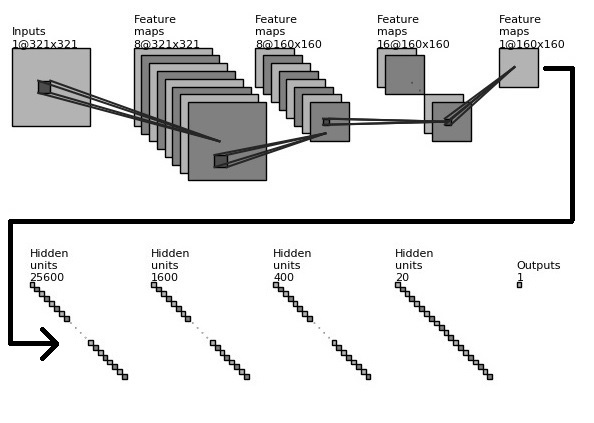 Inputs
1@321x321
Feature
maps
8@321x321
Feature
maps
8@160x160
Feature
maps
16@160x160
Feature
maps
1@160x160
Hidden
units
25600
Hidden
units
1600
Hidden
units
400
Hidden
units
20
Outputs
1